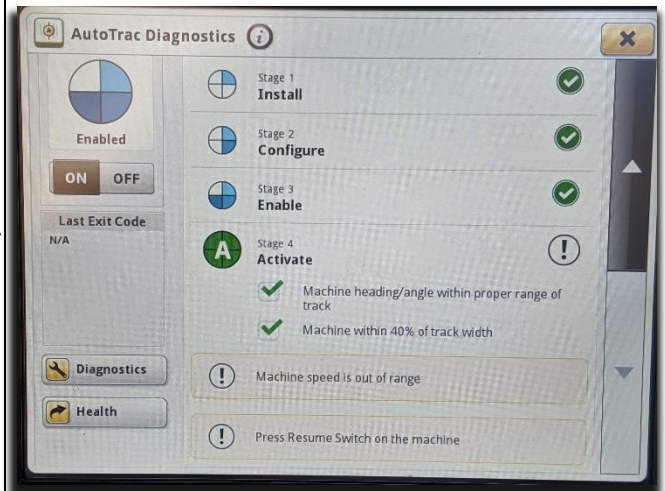 AutoTrac Diagnostics i
Stage 1
Install
Stage 2
Configure
Enabled
ON OFF
Stage 3
Enable
Last Exit Code
N/A
A
Stage 4
Activate
!
Machine heading/angle within proper range of
track
Machine within 40% of track width
Diagnostics
! Machine speed is out of range
Health
! Press Resume Switch on the machine